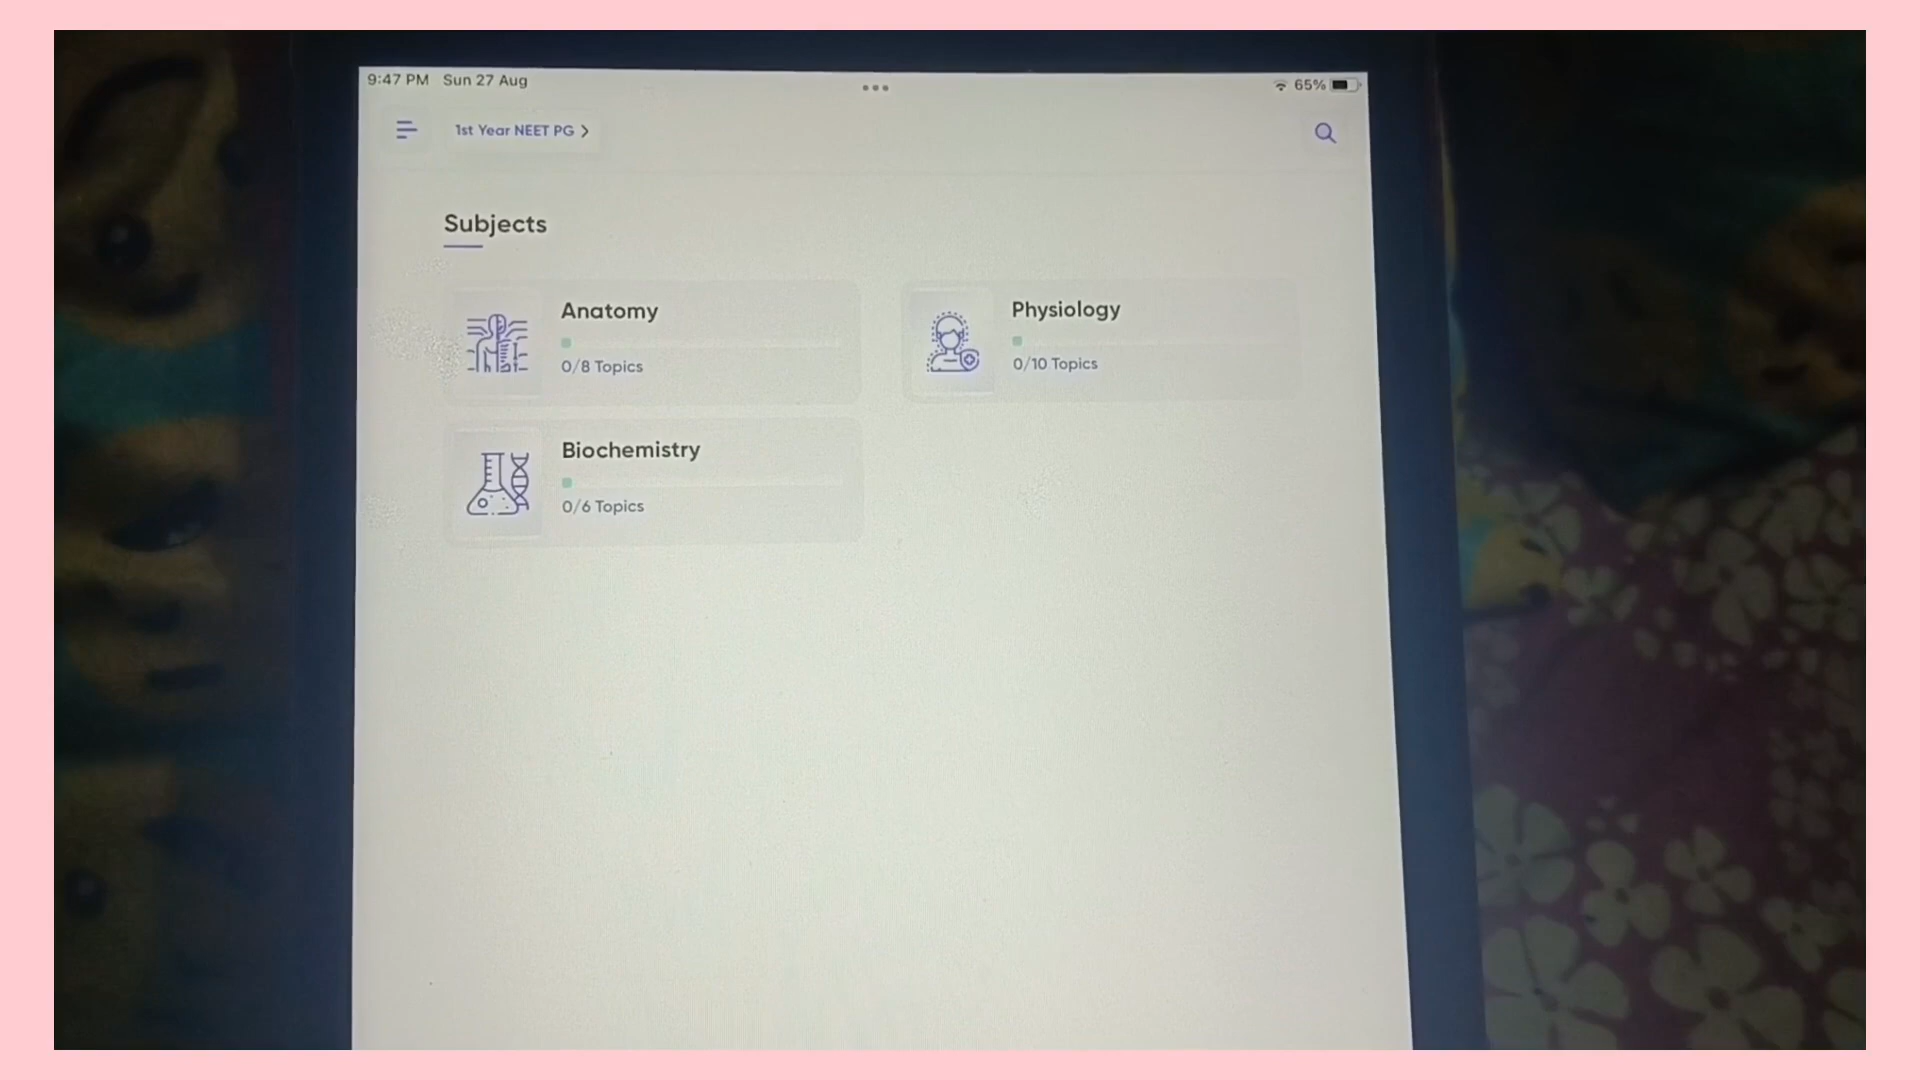 9:47 PM Sun 27 Aug
65%
1st Year NEET PG >
Subjects
Anatomy
0/8 Topics
Physiology
0/10 Topics
Biochemistry
0/6 Topics